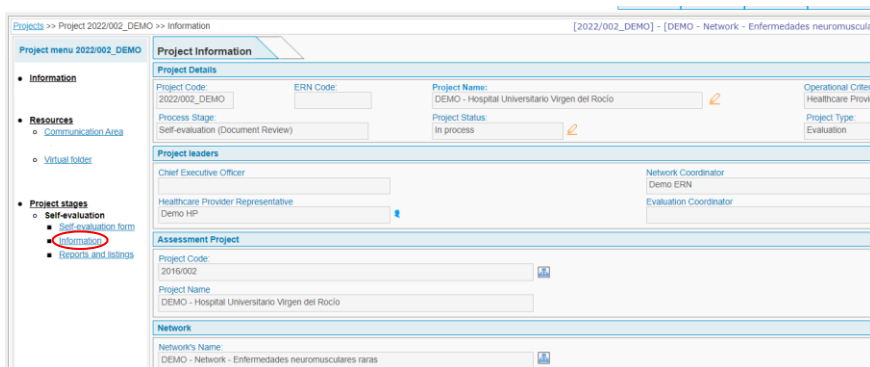 Projects >> Project 2022/002_DEMO >> Information
[2022/002_DEMO] - [DEMO - Network - Enfermedades neuromuscula
Project menu 2022/002_DEMO
Information
Resources
Communication Area
Virtual folder
Project stages
Self-evaluation
Self-evaluation form
Information
Reports and listings
Project Information
Project Details
Project Code: ERN Code: Project Name: Operational Criter
2022/002_DEMO DEMO - Hospital Universitario Virgen del Rocío Healthcare Provi
Process Stage: Project Status: Project Type:
Self-evaluation (Document Review) In process Evaluation
Project leaders
Chief Executive Officer Network Coordinator
Demo ERN
Healthcare Provider Representative Evaluation Coordinator
Demo HP
Assessment Project
Project Code:
2016/002
Project Name
DEMO - Hospital Universitario Virgen del Rocío
Network
Network's Name:
DEMO - Network - Enfermedades neuromusculares raras